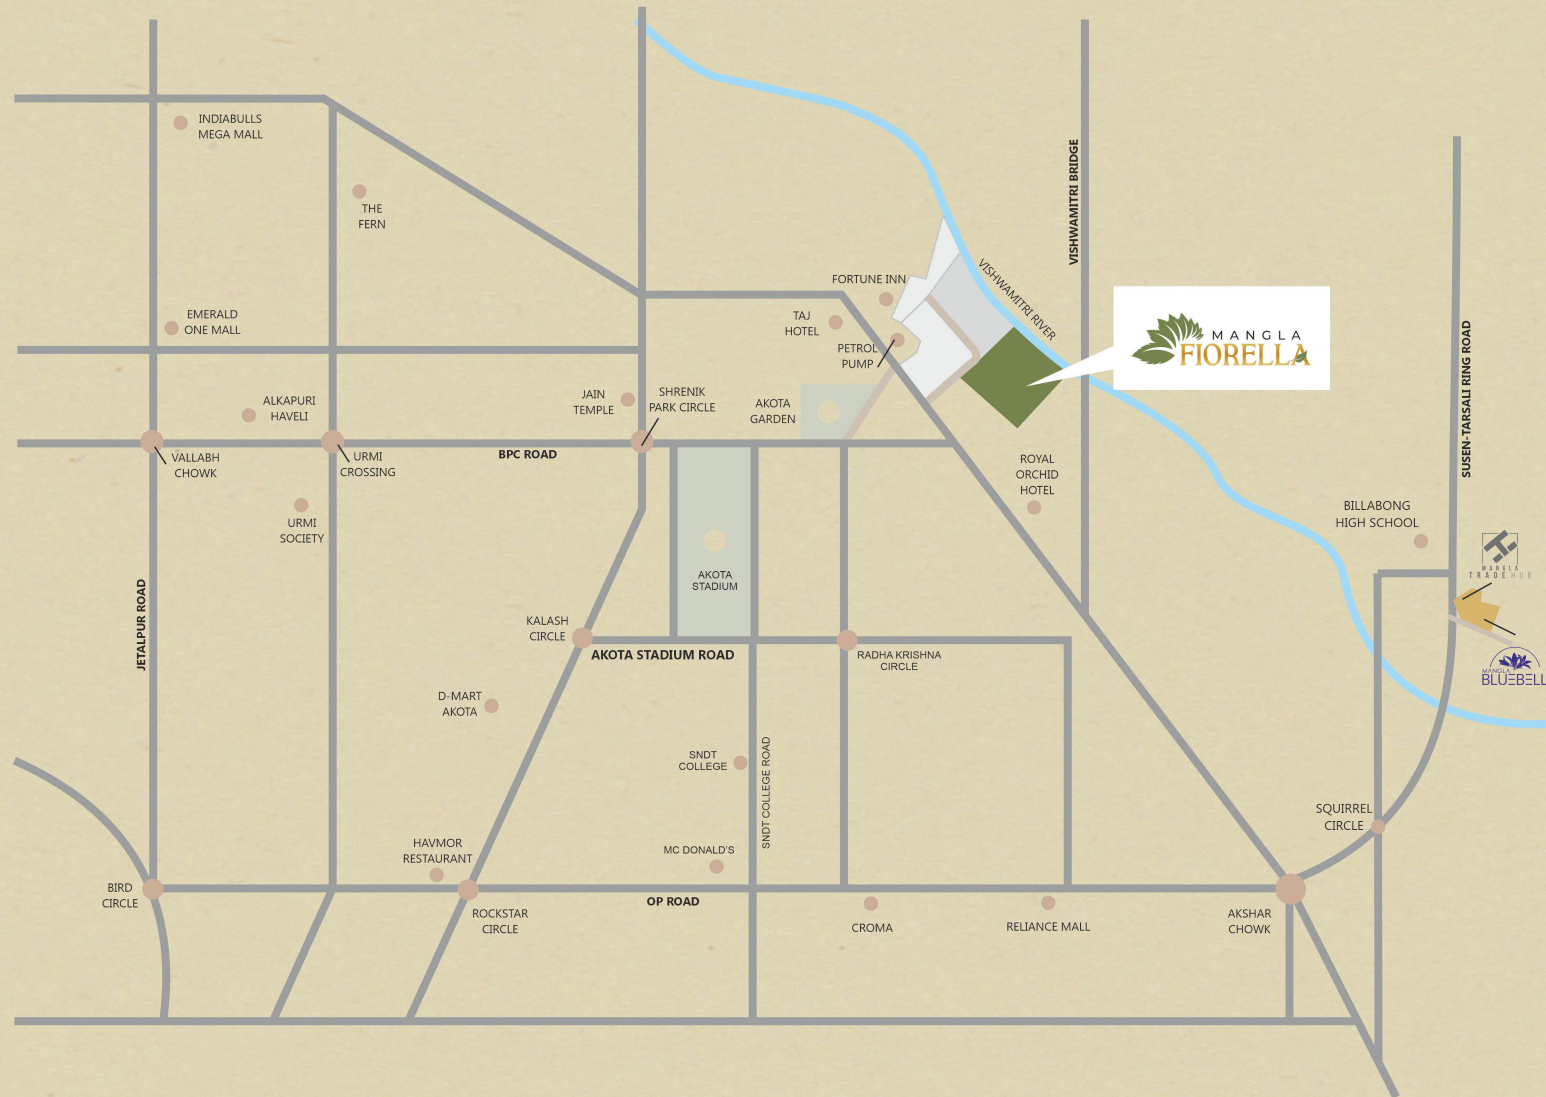 INDIABULLS
MEGA MALL
THE
FERN
VISHWAMITRI BRIDGE
FORTUNE INN
VISHWAMITRI RIVER
TAJ
HOTEL
PETROL
PUMP
MANGLA
FIORELLA
EMERALD
ONE MALL
ALKAPURI
HAVELI
JAIN
TEMPLE
SHRENIK
PARK CIRCLE
AKOTA
GARDEN
SUSEN-TARSALI RING ROAD
VALLABH
CHOWK
URMI
CROSSING
BPC ROAD
ROYAL
ORCHID
HOTEL
URMI
SOCIETY
BILLABONG
HIGH SCHOOL
MANGLA
TRADEHUB
AKOTA
STADIUM
JETALPUR ROAD
KALASH
CIRCLE
AKOTA STADIUM ROAD
RADHA KRISHNA
CIRCLE
MANGLA
BLUEBELL
D-MART
AKOTA
SNDT
COLLEGE
SNDT COLLEGE ROAD
SQUIRREL
CIRCLE
HAVMOR
RESTAURANT
MC DONALD'S
BIRD
CIRCLE
ROCKSTAR
CIRCLE
OP ROAD
CROMA
RELIANCE MALL
AKSHAR
CHOWK